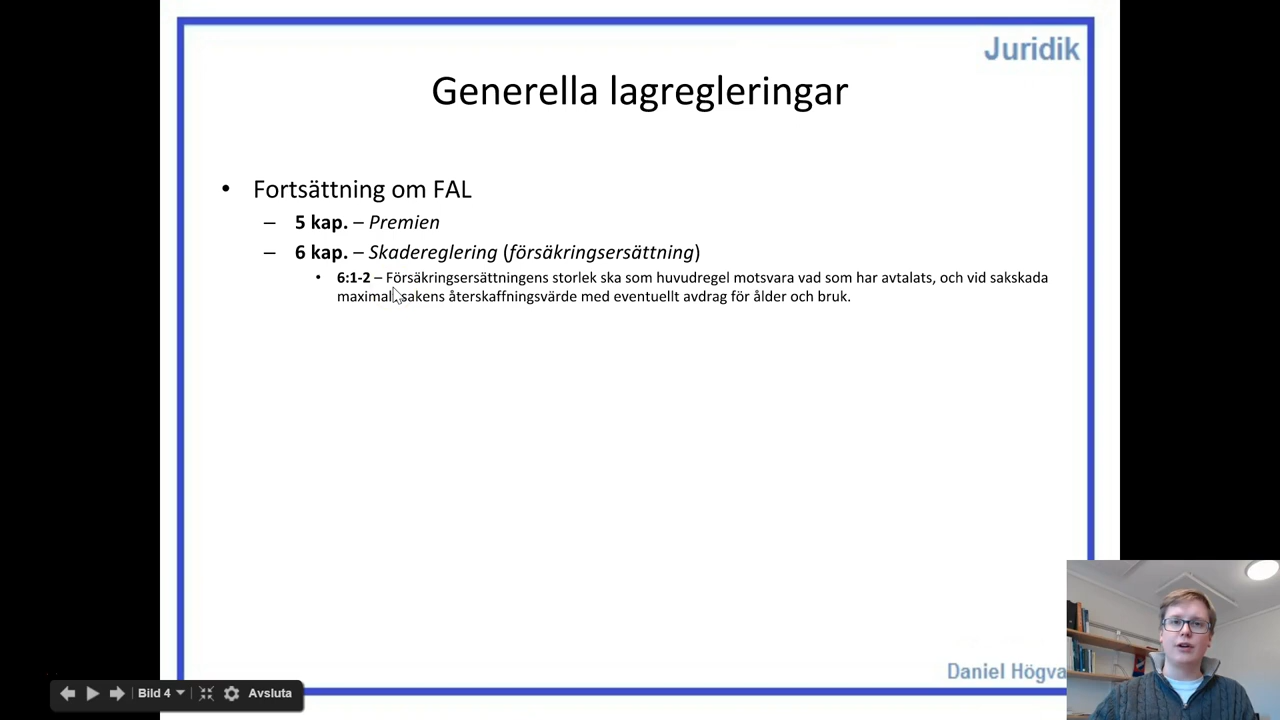 Juridik
Generella lagregleringar
• Fortsättning om FAL
– 5 kap. – Premien
– 6 kap. – Skadereglering (försäkringsersättning)
• 6:1-2 – Försäkringsersättningens storlek ska som huvudregel motsvara vad som har avtalats, och vid sakskada
maximalt sakens återskaffningsvärde med eventuellt avdrag för ålder och bruk.
Daniel Högva
Bild 4
Avsluta